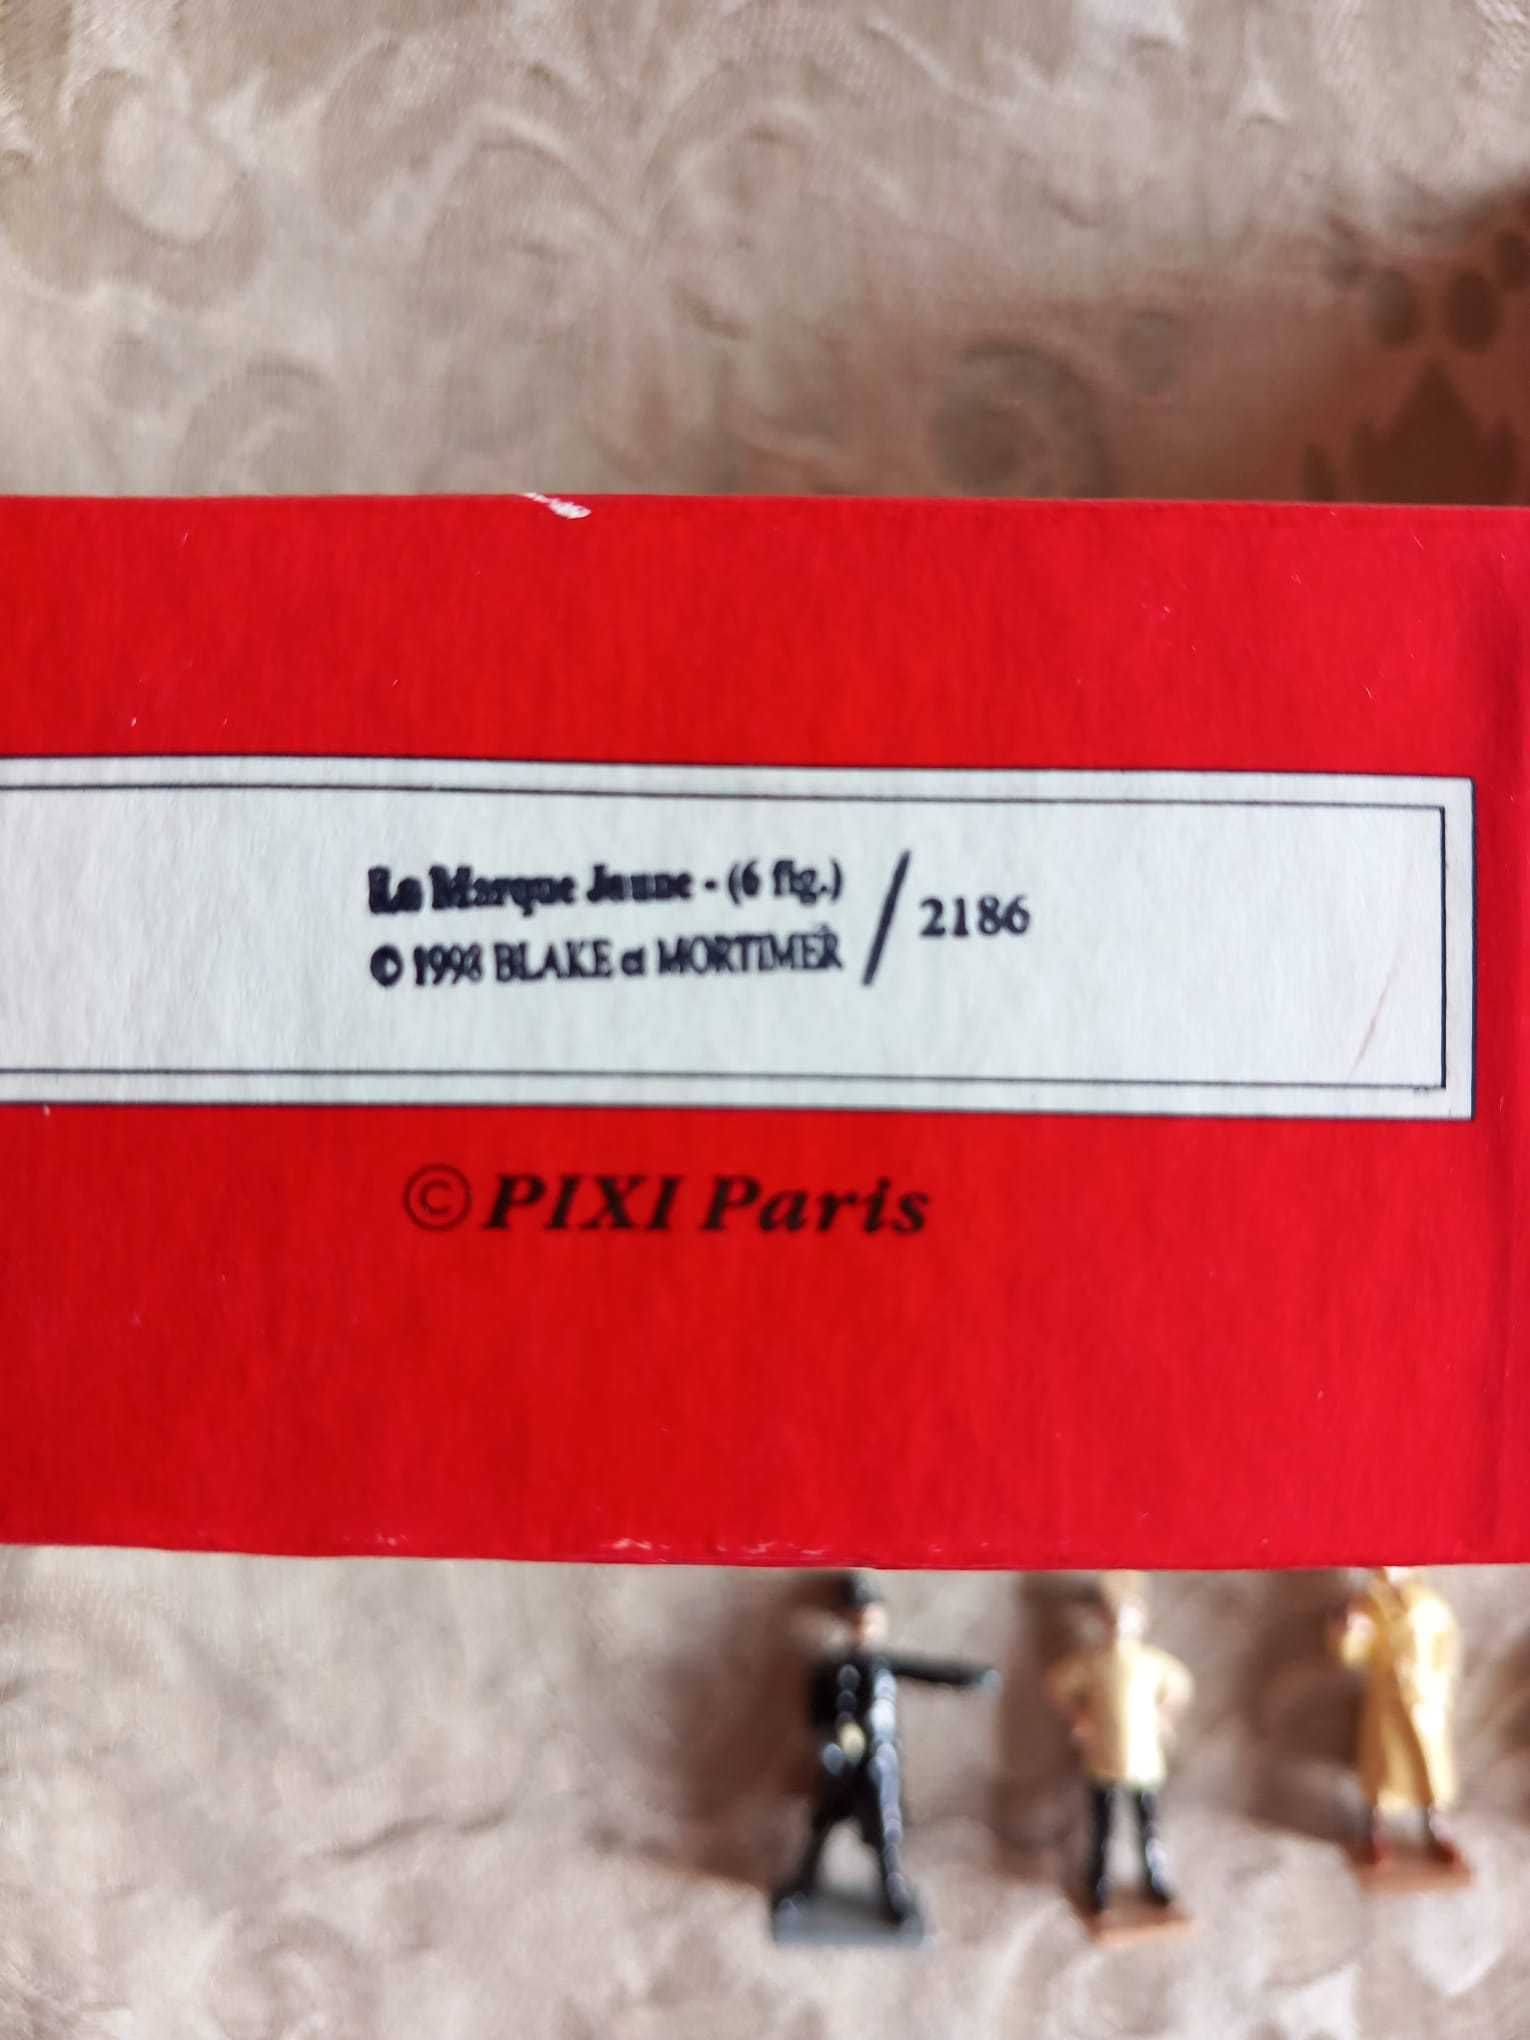 La Marque Jaune - (6 fig.)
© 1998 BLAKE et MORTIMER
/ 2186
© PIXI Paris